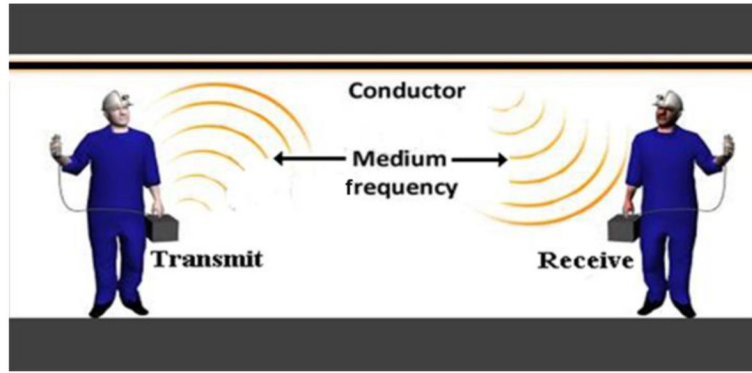 Conductor
Medium
frequency
Transmit
Receive